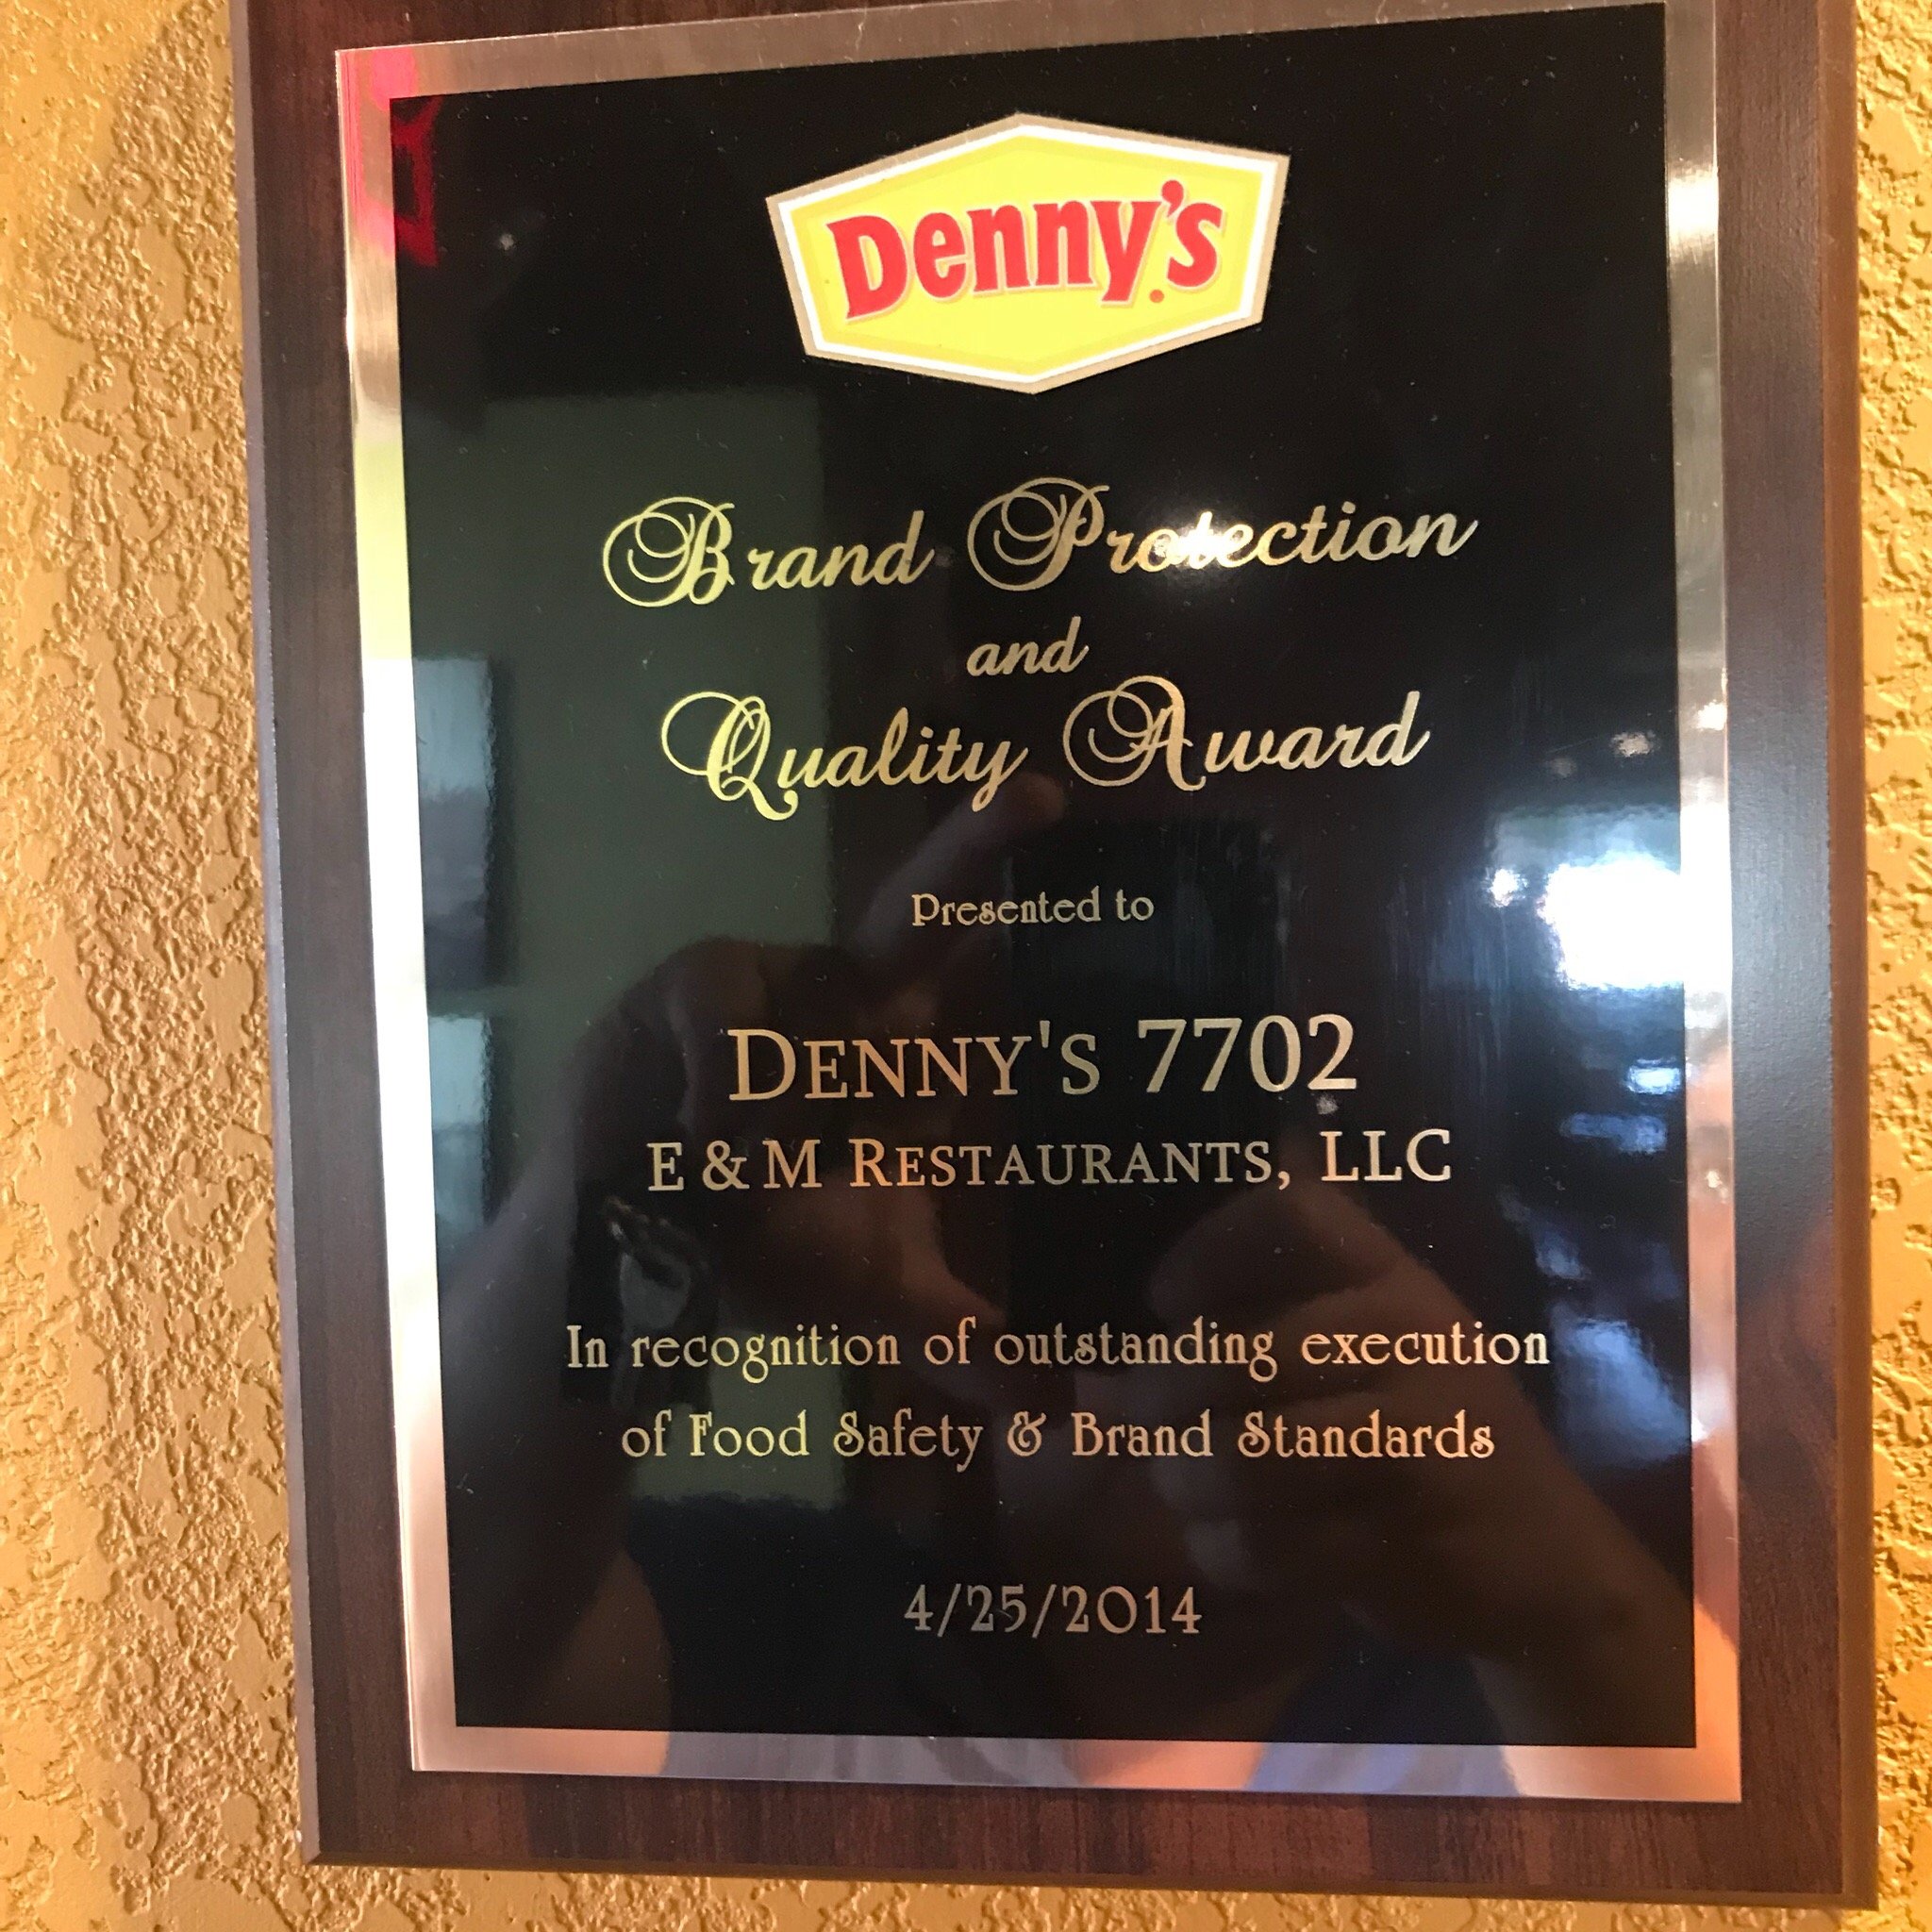 Denny's
Brand Protection
and
Quality Award
Presented to
DENNY'S 7702
E & M RESTAURANTS, LLC
In recognition of outstanding execution
of Food Safety & Brand Standards
4/25/2014